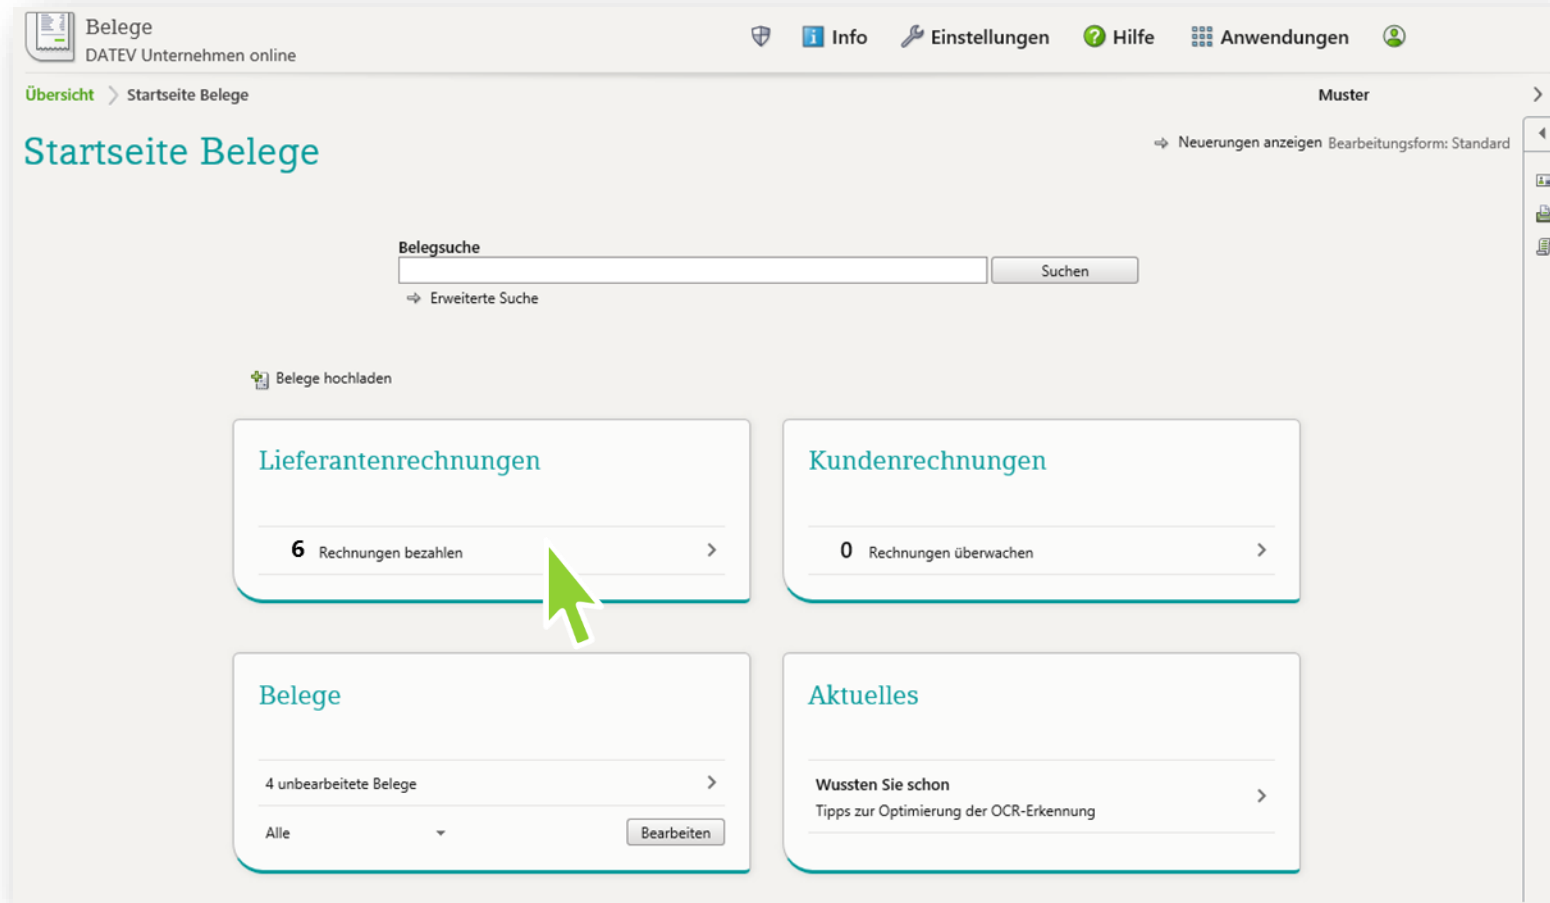 Belege
DATEV Unternehmen online
Info
Einstellungen
Hilfe
Anwendungen
Übersicht
Startseite Belege
Muster
Startseite Belege
Neuerungen anzeigen
Bearbeitungsform: Standard
Belegsuche
Suchen
Erweiterte Suche
Belege hochladen
Lieferantenrechnungen
6 Rechnungen bezahlen
Kundenrechnungen
0 Rechnungen überwachen
Belege
4 unbearbeitete Belege
Alle
Bearbeiten
Aktuelles
Wussten Sie schon
Tipps zur Optimierung der OCR-Erkennung